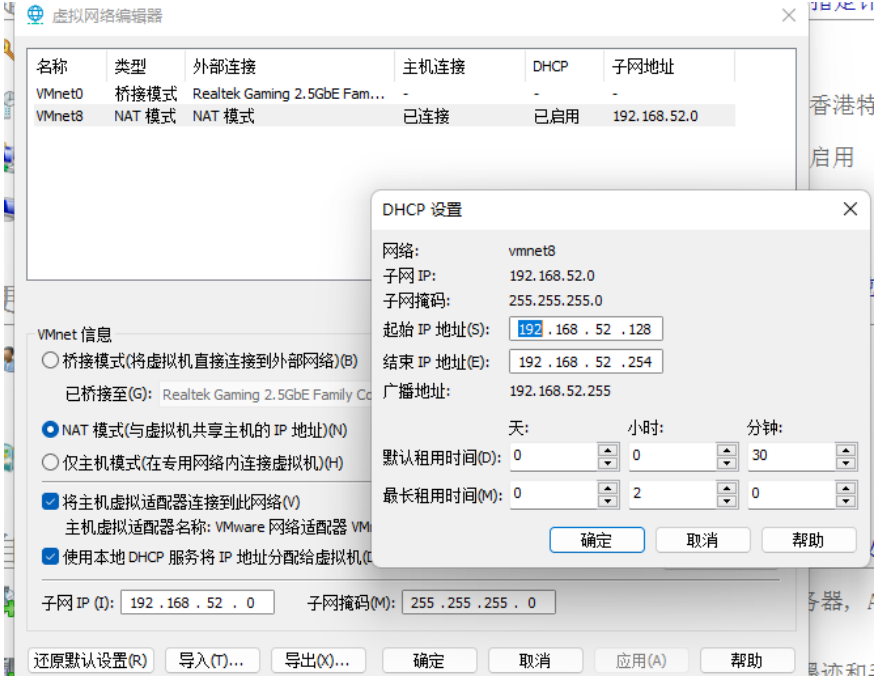 虚拟网络编辑器
名称 类型 外部连接 主机连接 DHCP 子网地址
VMnet0 桥接模式 Realtek Gaming 2.5GbE Fam... - - -
VMnet8 NAT 模式 NAT 模式 已连接 已启用 192.168.52.0
香港特
启用
DHCP 设置
网络: vmnet8
子网 IP: 192.168.52.0
子网掩码: 255.255.255.0
起始 IP 地址(S): 192 .168 . 52 .128
结束 IP 地址(E): 192 .168 . 52 .254
广播地址: 192.168.52.255
天: 小时: 分钟:
默认租用时间(D): 0 0 30
最长租用时间(M): 0 2 0
确定 取消 帮助
VMnet 信息
桥接模式(将虚拟机直接连接到外部网络)(B)
已桥接至(G): Realtek Gaming 2.5GbE Family Co
NAT 模式(与虚拟机共享主机的 IP 地址)(N)
仅主机模式(在专用网络内连接虚拟机)(H)
将主机虚拟适配器连接到此网络(V)
主机虚拟适配器名称: VMware 网络适配器 VM
使用本地 DHCP 服务将 IP 地址分配给虚拟机(D
子网 IP (I): 192 .168 . 52 . 0 子网掩码(M): 255 .255 .255 . 0
务器, A
还原默认设置(R) 导入(T)... 导出(X)... 确定 取消 应用(A) 帮助